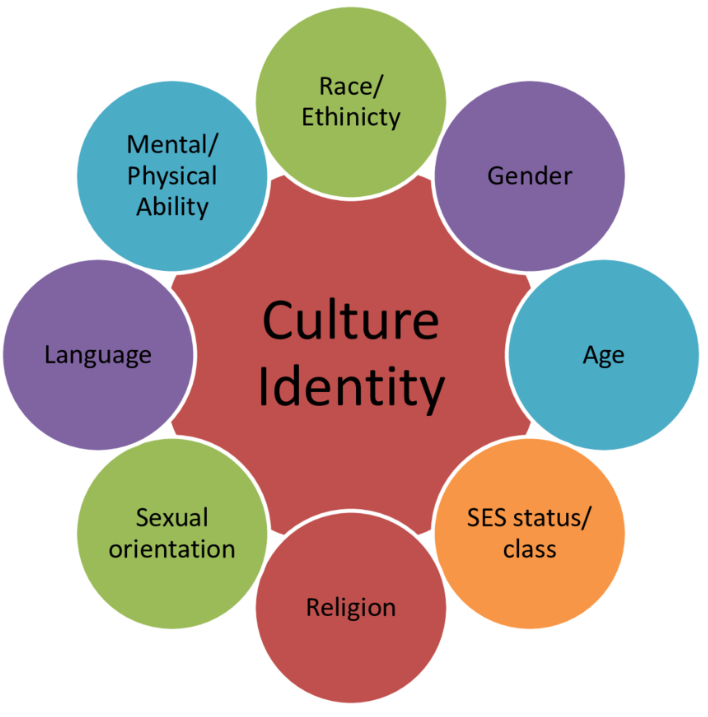 Race/
Ethinicty
Gender
Age
SES status/
class
Religion
Sexual
orientation
Language
Mental/
Physical
Ability
Culture
Identity